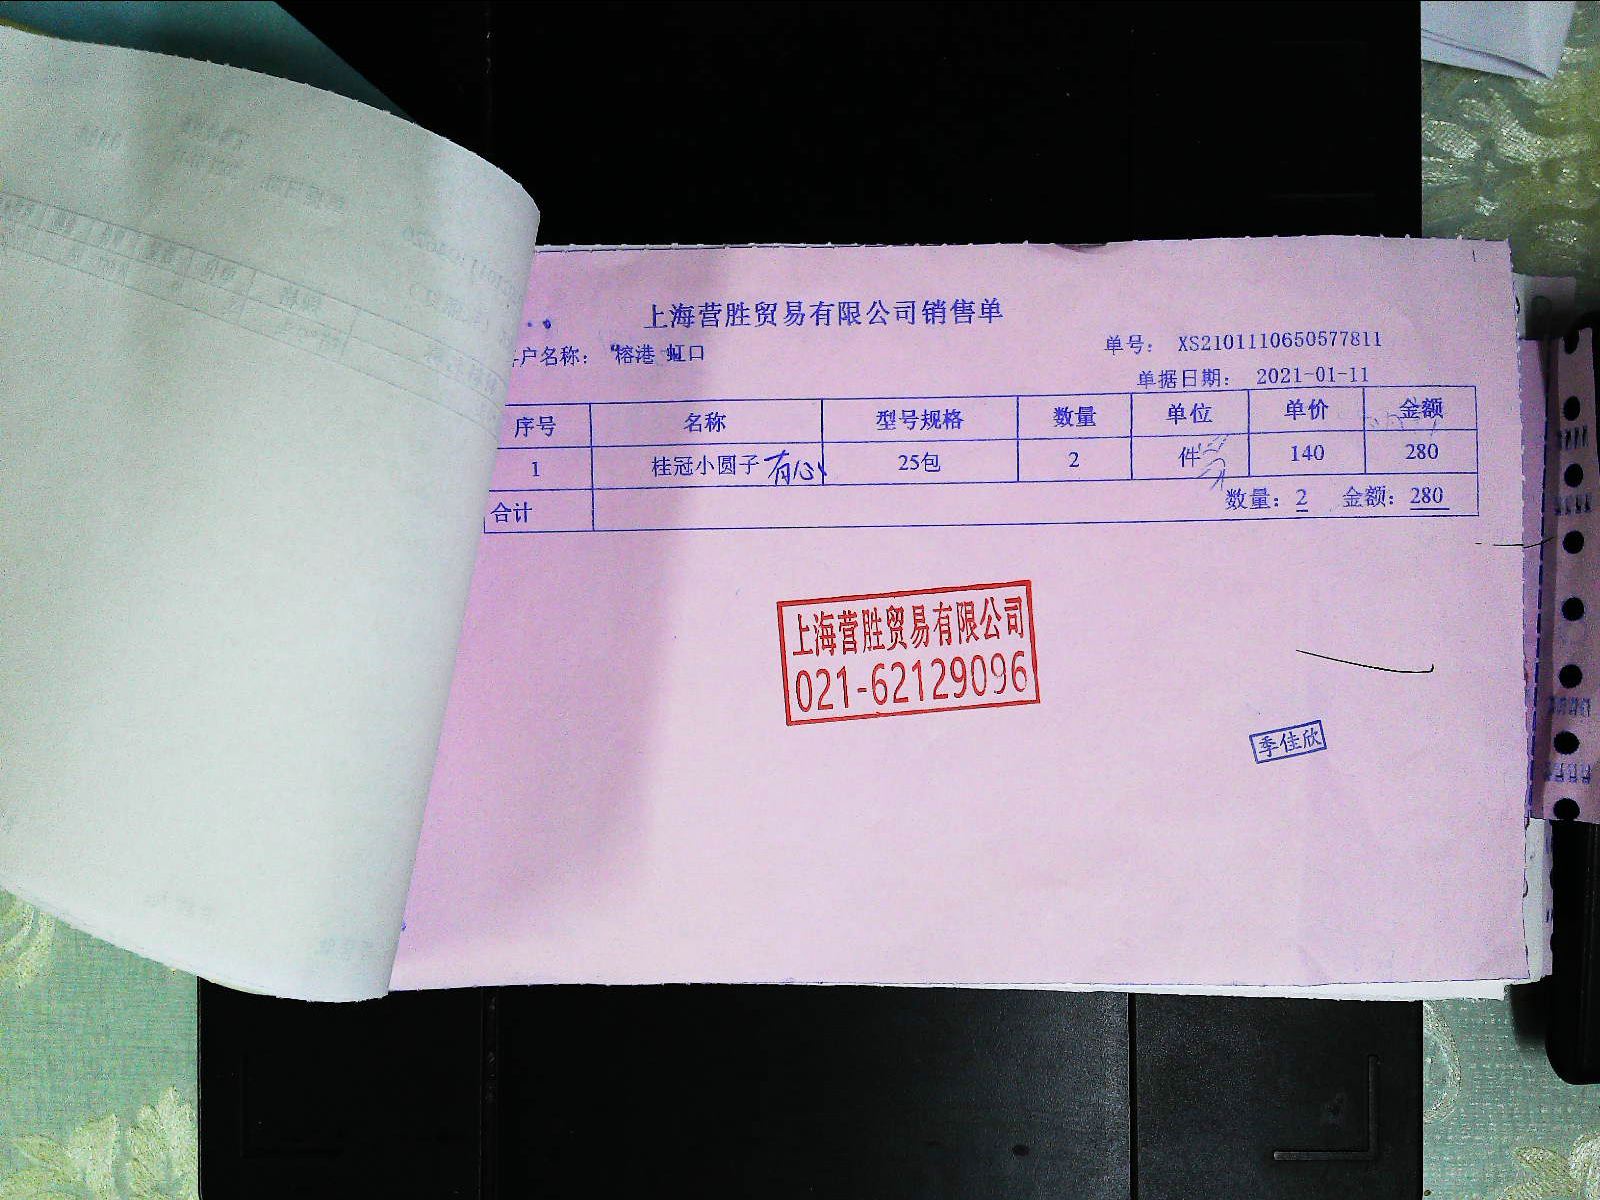 上海营胜贸易有限公司销售单
户名称： 榕港 虹口
单号： XS2101110650577811
单据日期： 2021-01-11
序号 名称 型号规格 数量 单位 单价 金额
1 桂冠小圆子 有心 25包 2 件 140 280
合计 数量：2 金额：280
上海营胜贸易有限公司
021-62129096
季佳欣